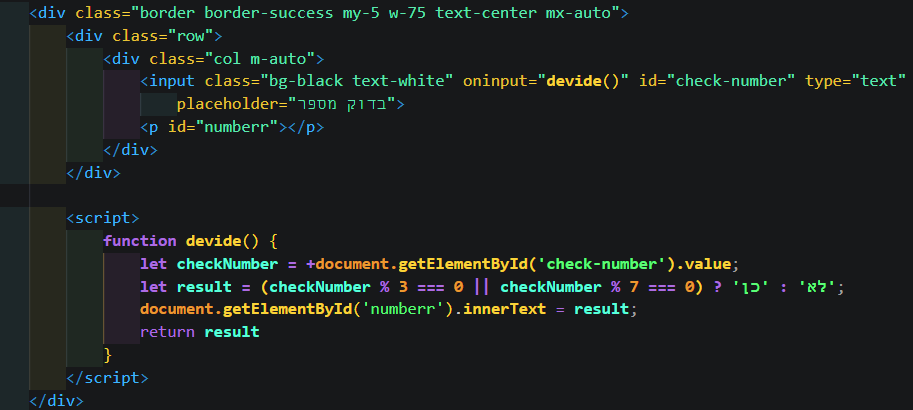 <div class="border border-success my-5 w-75 text-center mx-auto">
<div class="row">
<div class="col m-auto">
<input class="bg-black text-white" oninput="devide()" id="check-number" type="text"
placeholder="בדוק מספר">
<p id="numberr"></p>
</div>
</div>
<script>
function devide() {
let checkNumber = +document.getElementById('check-number').value;
let result = (checkNumber % 3 === 0 || checkNumber % 7 === 0) ? 'כן' : 'לא';
document.getElementById('numberr').innerText = result;
return result
}
</script>
</div>